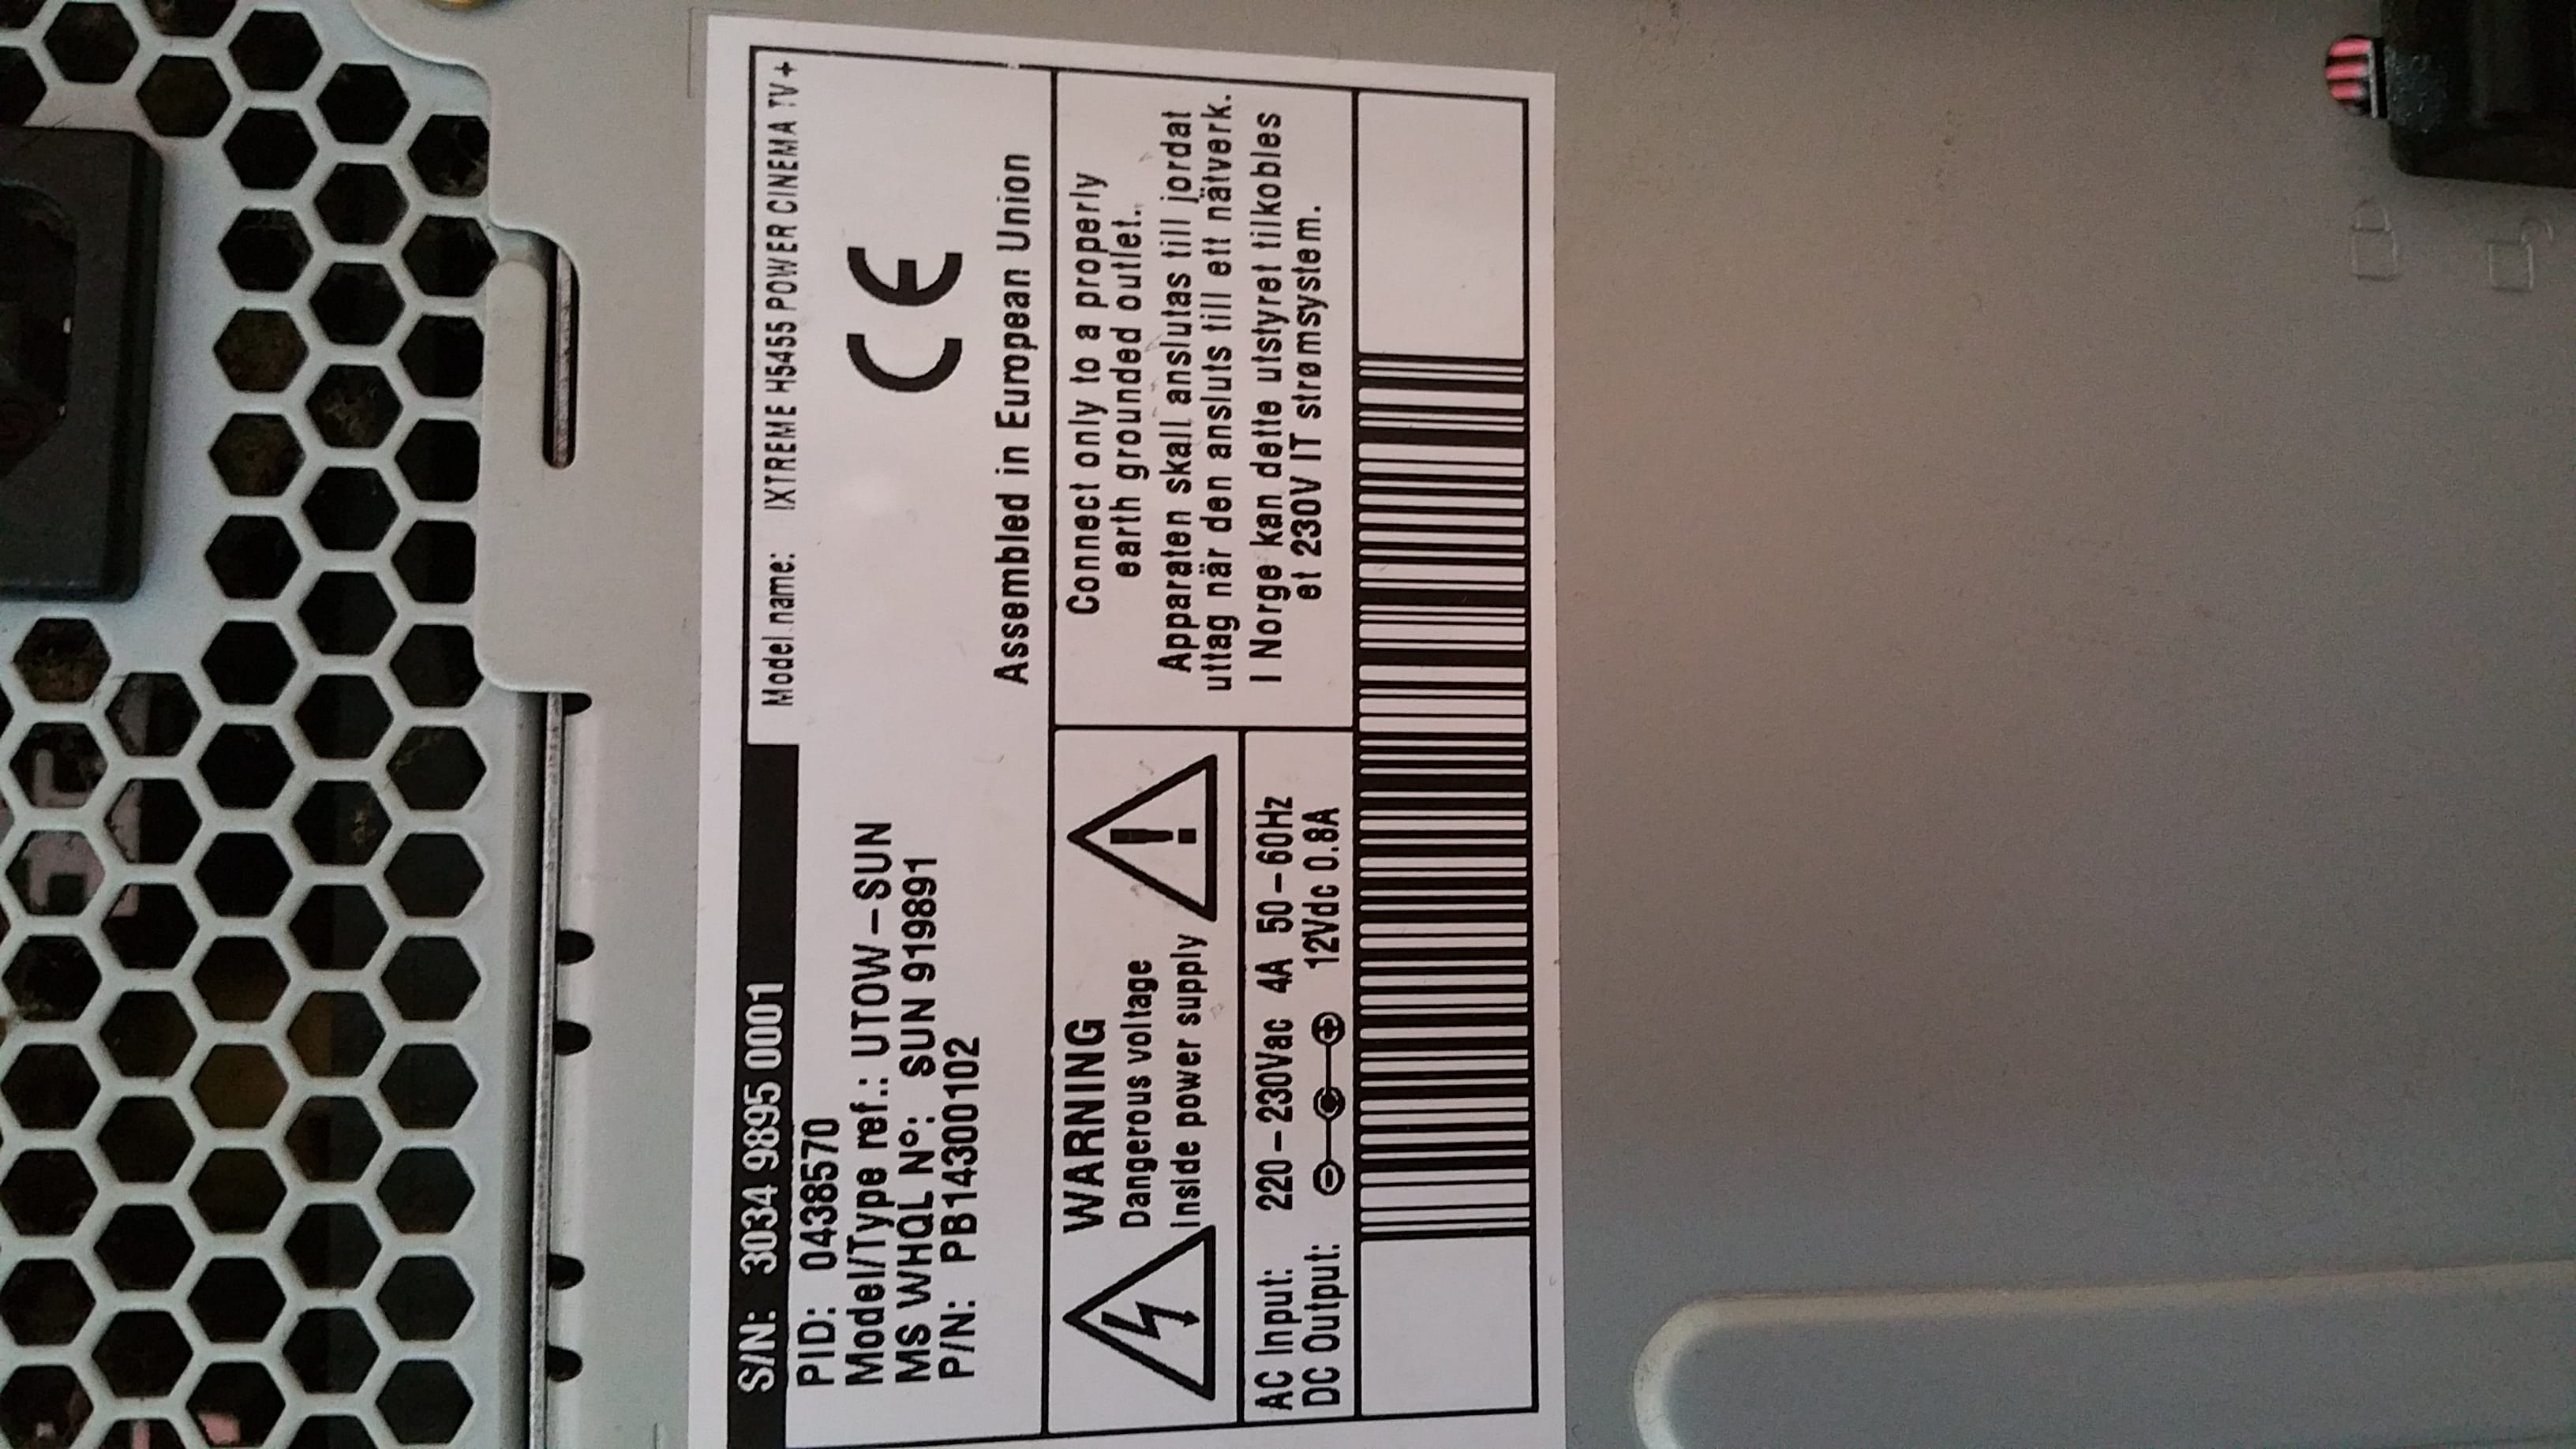 S/N: 3034 9895 0001
Model name: IXTREME H5455 POWER CINEMA TV+
PID: 0438570
Model/Type ref.: UTOW-SUN
MS WHQL Nº: SUN 919891
P/N: PB14300102
CE
Assembled in European Union
WARNING
Dangerous voltage
Inside power supply
Connect only to a properly
earth grounded outlet.
Apparaten skall anslutas till jordat
uttag när den ansluts till ett nätverk.
I Norge kan dette utstyret tilkobles
et 230V IT strømsystem.
AC Input: 220-230Vac 4A 50-60Hz
DC Output: 12Vdc 0.8A